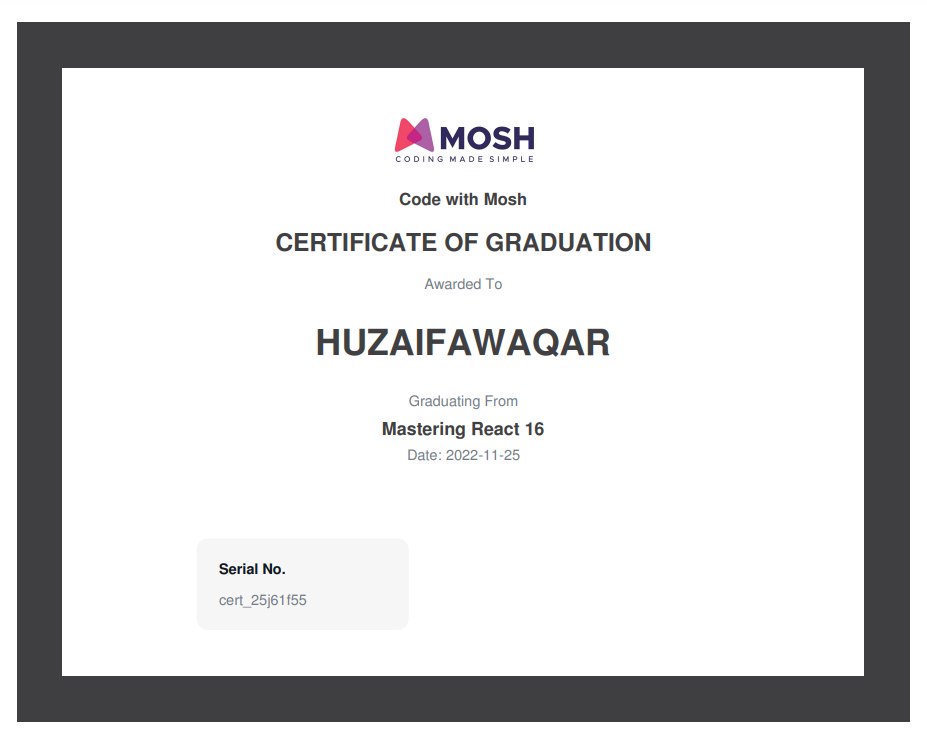 MOSH
CODING MADE SIMPLE
Code with Mosh
CERTIFICATE OF GRADUATION
Awarded To
HUZAIFAWAQAR
Graduating From
Mastering React 16
Date: 2022-11-25
Serial No.
cert_25j61f55